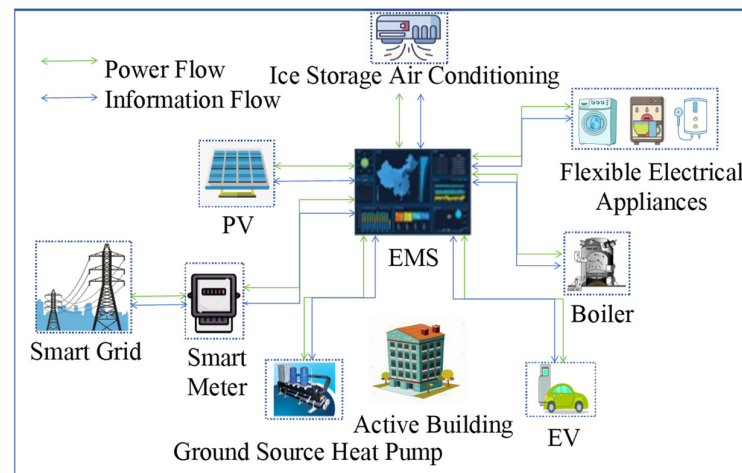 Power Flow
Information Flow
Ice Storage Air Conditioning
PV
EMS
Flexible Electrical
Appliances
Smart Grid
Smart
Meter
Boiler
Ground Source Heat Pump
Active Building
EV